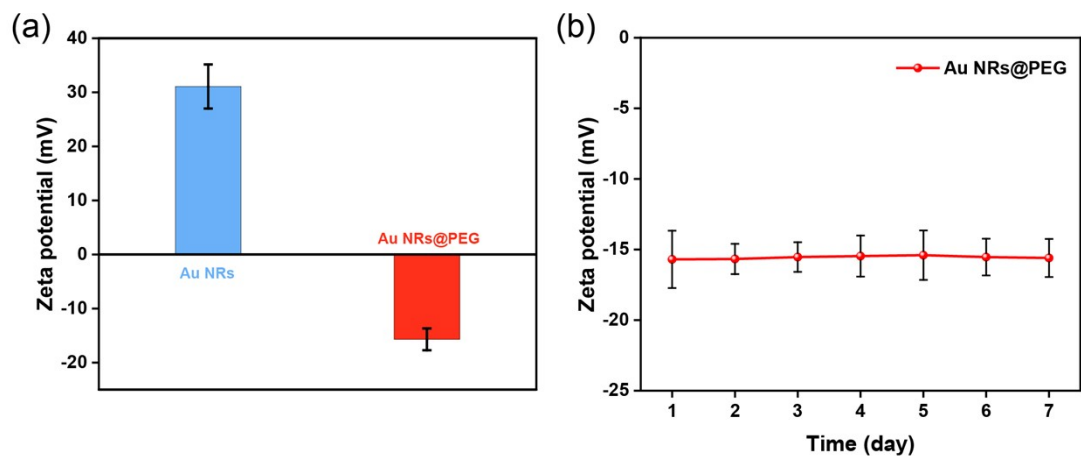 (a)
Zeta potential (mV)
40
30
20
10
0
-10
-20
Au NRs
Au NRs@PEG
(b)
Zeta potential (mV)
0
-5
-10
-15
-20
-25
Au NRs@PEG
1 2 3 4 5 6 7
Time (day)